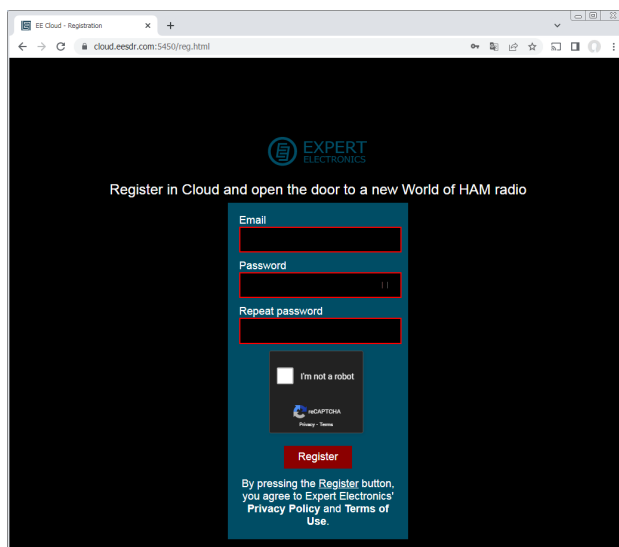 EE Cloud - Registration
cloud.eesdr.com:5450/reg.html
EXPERT
ELECTRONICS
Register in Cloud and open the door to a new World of HAM radio
Email
Password
Repeat password
I'm not a robot
reCAPTCHA
Privacy - Terms
Register
By pressing the Register button,
you agree to Expert Electronics'
Privacy Policy and Terms of
Use.